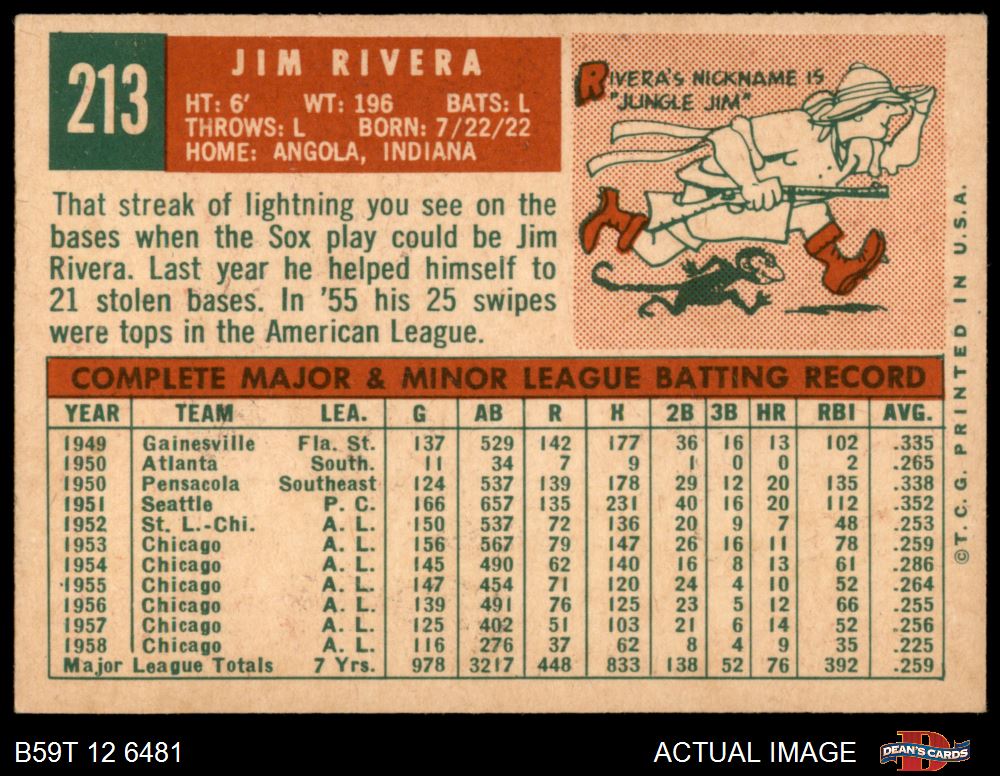 213
JIM RIVERA
HT: 6' WT: 196 BATS: L
THROWS: L BORN: 7/22/22
HOME: ANGOLA, INDIANA
RIVERA'S NICKNAME IS
"JUNGLE JIM"
That streak of lightning you see on the
bases when the Sox play could be Jim
Rivera. Last year he helped himself to
21 stolen bases. In '55 his 25 swipes
were tops in the American League.
COMPLETE MAJOR & MINOR LEAGUE BATTING RECORD
YEAR TEAM LEA. G AB R H 2B 3B HR RBI AVG.
1949 Gainesville Fla. St. 137 529 142 177 36 16 13 102 .335
1950 Atlanta South. 11 34 7 9 1 0 0 2 .265
1950 Pensacola Southeast 124 537 139 178 29 12 20 135 .338
1951 Seattle P. C. 166 657 135 231 40 16 20 112 .352
1952 St. L.-Chi. A. L. 150 537 72 136 20 9 7 48 .253
1953 Chicago A. L. 156 567 79 147 26 16 11 78 .259
1954 Chicago A. L. 145 490 62 140 16 8 13 61 .286
1955 Chicago A. L. 147 454 71 120 24 4 10 52 .264
1956 Chicago A. L. 139 491 76 125 23 5 12 66 .255
1957 Chicago A. L. 125 402 51 103 21 6 14 52 .256
1958 Chicago A. L. 116 276 37 62 8 4 9 35 .225
Major League Totals 7 Yrs. 978 3217 448 833 138 52 76 392 .259
©T. C. G. PRINTED IN U.S.A.
B59T 12 6481
ACTUAL IMAGE
D
DEAN'S CARDS